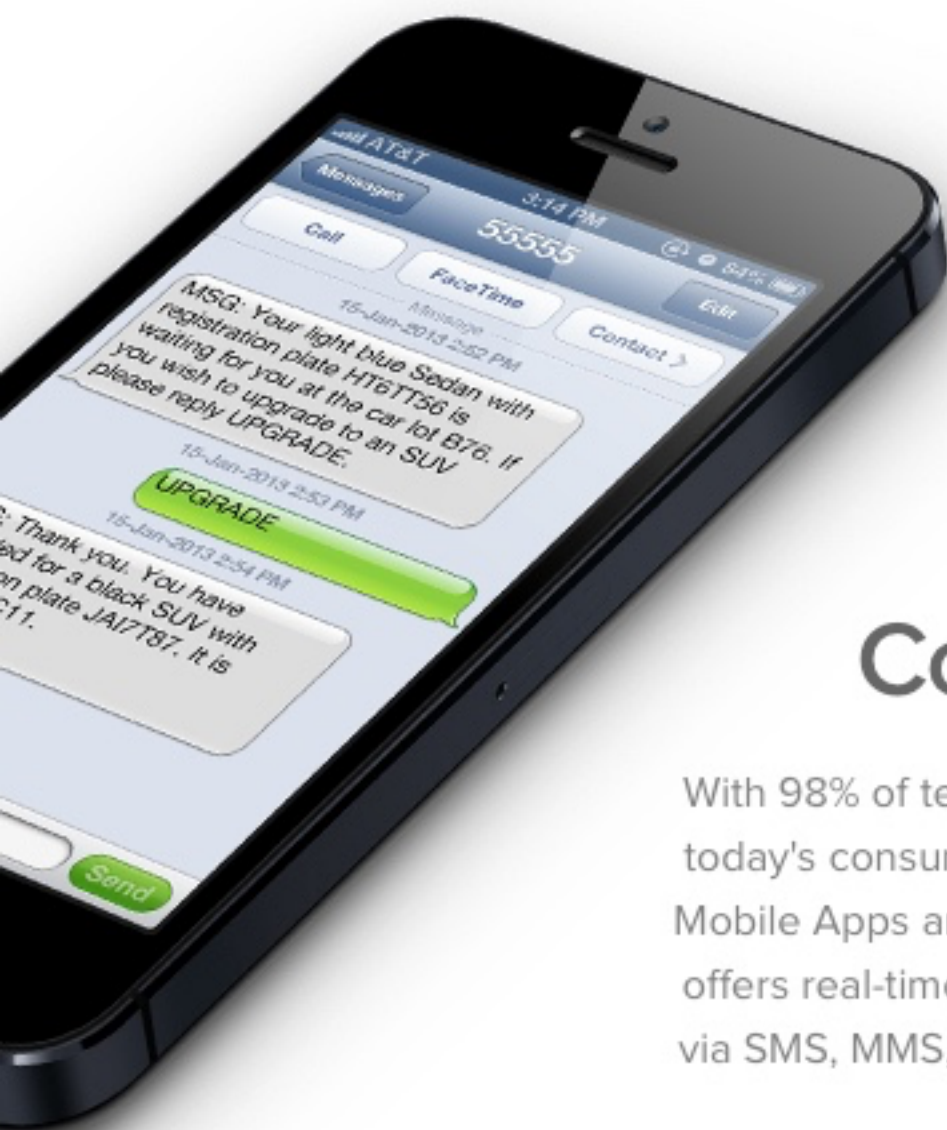 AT&T
3:14 PM
84%
Messages
55555
Edit
Call
FaceTime
Contact
Message
15-Jan-2013 2:52 PM
MSG: Your light blue Sedan with
registration plate HT6TT56 is
waiting for you at the car lot B76. If
you wish to upgrade to an SUV
please reply UPGRADE.
15-Jan-2013 2:53 PM
UPGRADE
15-Jan-2013 2:54 PM
: Thank you. You have
ed for a black SUV with
on plate JAI7T87. It is
C11.
Send
Co
With 98% of te
today's consu
Mobile Apps a
offers real-tim
via SMS, MMS,